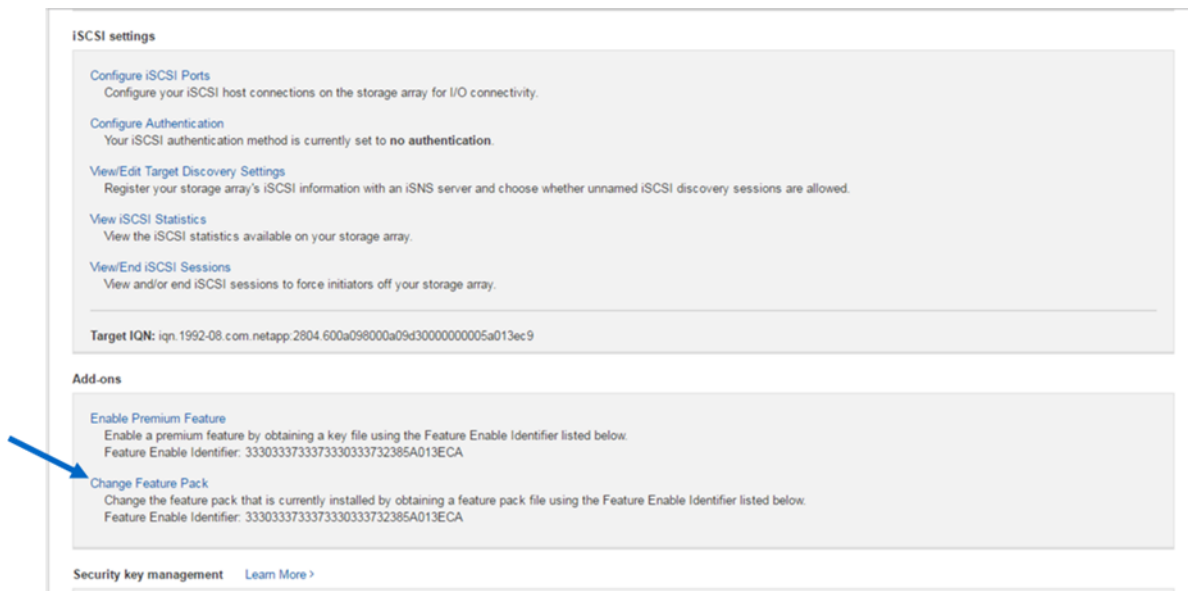 iSCSI settings
Configure iSCSI Ports
Configure your iSCSI host connections on the storage array for I/O connectivity.
Configure Authentication
Your iSCSI authentication method is currently set to no authentication.
View/Edit Target Discovery Settings
Register your storage array's iSCSI information with an iSNS server and choose whether unnamed iSCSI discovery sessions are allowed.
View iSCSI Statistics
View the iSCSI statistics available on your storage array.
View/End iSCSI Sessions
View and/or end iSCSI sessions to force initiators off your storage array.
Target IQN: iqn.1992-08.com.netapp:2804.600a098000a09d30000000005a013ec9
Add-ons
Enable Premium Feature
Enable a premium feature by obtaining a key file using the Feature Enable Identifier listed below.
Feature Enable Identifier: 3330333733373330333732385A013ECA
Change Feature Pack
Change the feature pack that is currently installed by obtaining a feature pack file using the Feature Enable Identifier listed below.
Feature Enable Identifier: 3330333733373330333732385A013ECA
Security key management Learn More >